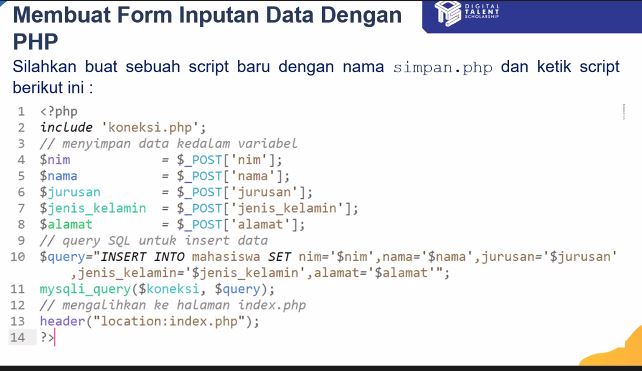 Membuat Form Inputan Data Dengan
PHP
DIGITAL
TALENT
SCHOLARSHIP
Silahkan buat sebuah script baru dengan nama simpan.php dan ketik script
berikut ini :
1 <?php
2 include 'koneksi.php';
3 // menyimpan data kedalam variabel
4 $nim = $_POST['nim'];
5 $nama = $_POST['nama'];
6 $jurusan = $_POST['jurusan'];
7 $jenis_kelamin = $_POST['jenis_kelamin'];
8 $alamat = $_POST['alamat'];
9 // query SQL untuk insert data
10 $query="INSERT INTO mahasiswa SET nim='$nim',nama='$nama',jurusan='$jurusan'
,jenis_kelamin='$jenis_kelamin',alamat='$alamat'";
11 mysqli_query($koneksi, $query);
12 // mengalihkan ke halaman index.php
13 header("location:index.php");
14 ?>